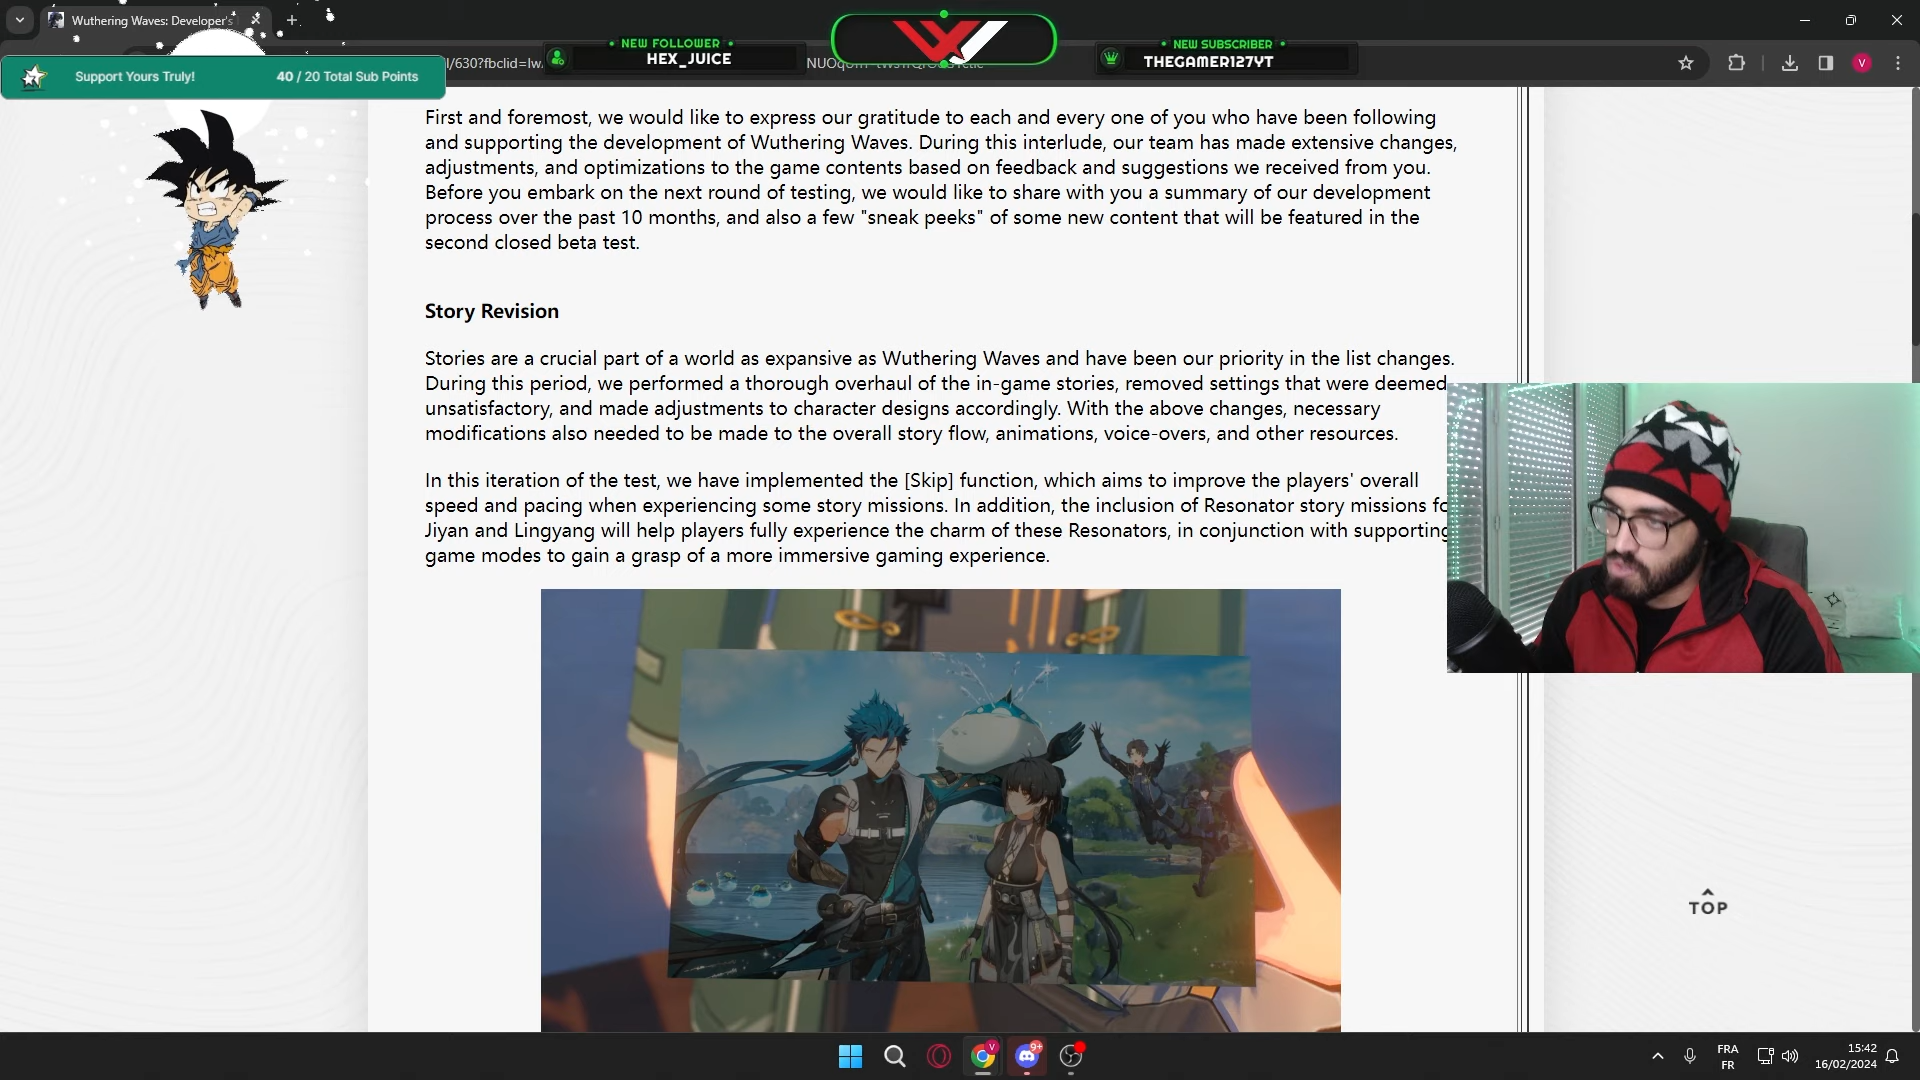 Wuthering Waves: Developer's
Support Yours Truly!
40 / 20 Total Sub Points
l/630?fbclid=Iw
• NEW FOLLOWER •
HEX_JUICE
• NEW SUBSCRIBER •
THEGAMER127YT
V
First and foremost, we would like to express our gratitude to each and every one of you who have been following
and supporting the development of Wuthering Waves. During this interlude, our team has made extensive changes,
adjustments, and optimizations to the game contents based on feedback and suggestions we received from you.
Before you embark on the next round of testing, we would like to share with you a summary of our development
process over the past 10 months, and also a few "sneak peeks" of some new content that will be featured in the
second closed beta test.
Story Revision
Stories are a crucial part of a world as expansive as Wuthering Waves and have been our priority in the list changes.
During this period, we performed a thorough overhaul of the in-game stories, removed settings that were deemed
unsatisfactory, and made adjustments to character designs accordingly. With the above changes, necessary
modifications also needed to be made to the overall story flow, animations, voice-overs, and other resources.
In this iteration of the test, we have implemented the [Skip] function, which aims to improve the players' overall
speed and pacing when experiencing some story missions. In addition, the inclusion of Resonator story missions fo
Jiyan and Lingyang will help players fully experience the charm of these Resonators, in conjunction with supporting
game modes to gain a grasp of a more immersive gaming experience.
TOP
V
9+
FRA
FR
15:42
16/02/2024